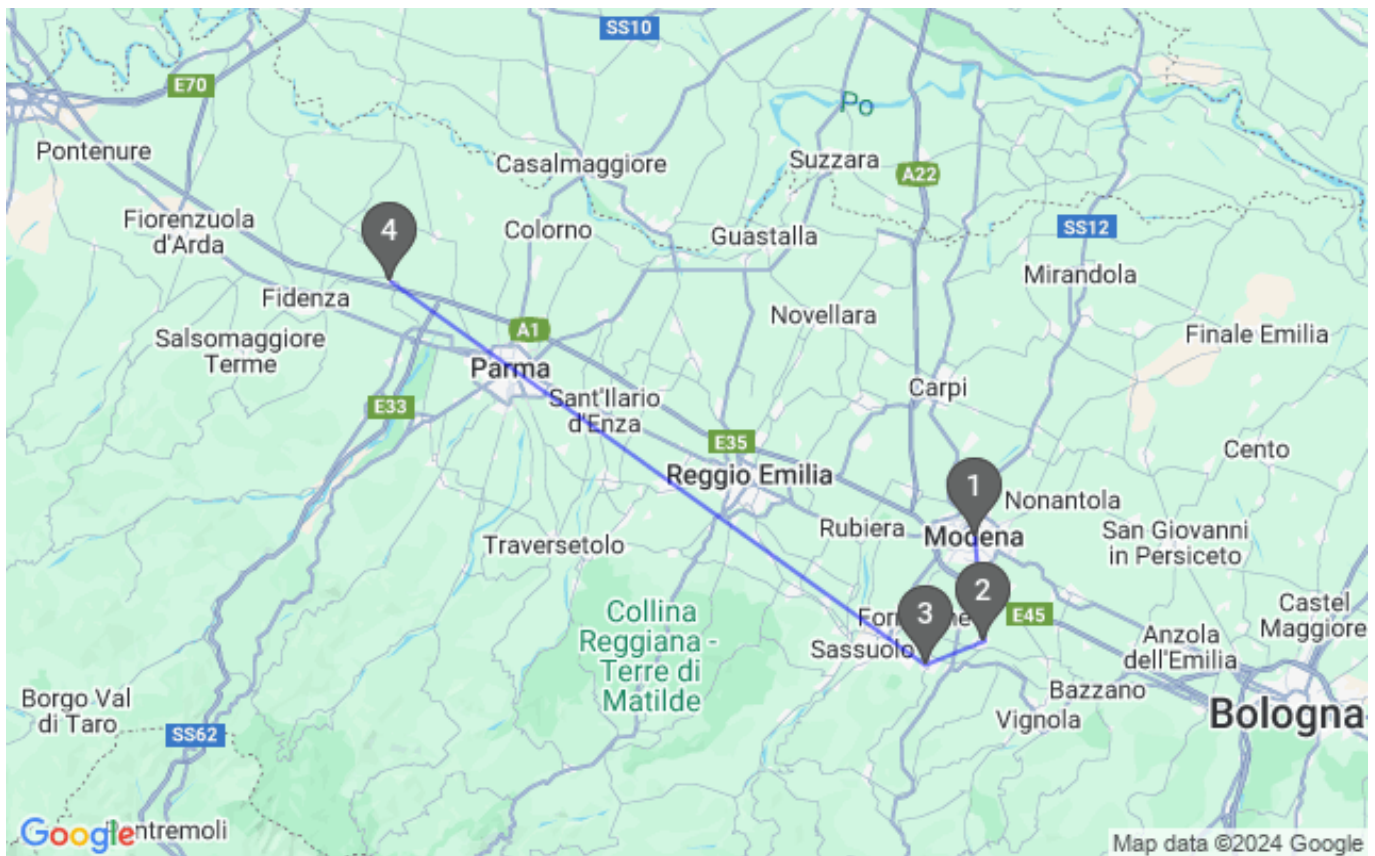 SS10
E70
Po
Pontenure
Casalmaggiore
Suzzara
A22
Fiorenzuola
d'Arda
4
Colorno
Guastalla
SS12
Mirandola
Fidenza
Novellara
Salsomaggiore
Terme
A1
Finale Emilia
Parma
Sant'Ilario
d'Enza
Carpi
E33
E35
Reggio Emilia
Cento
1
Nonantola
Rubiera
Modena
San Giovanni
in Persiceto
Traversetolo
2
3
Collina
Reggiana -
Terre di
Matilde
E45
Sassuolo
Castel
Maggiore
Anzola
dell'Emilia
Bazzano
Vignola
Bologna
Borgo Val
di Taro
SS62
Google
Map data ©2024 Google